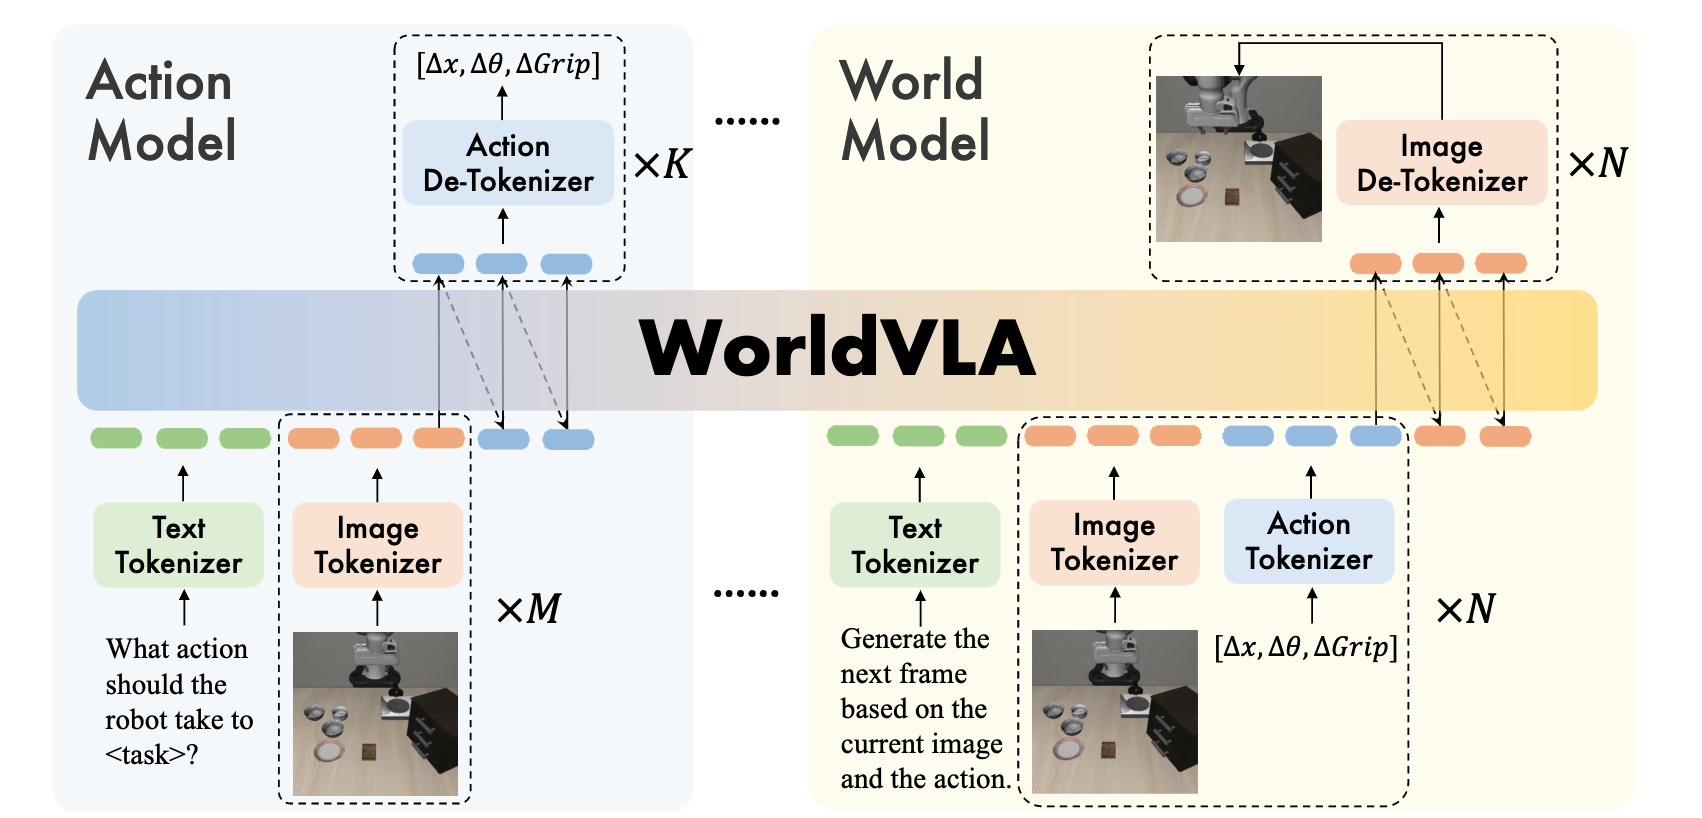 Action
Model
[Δx, Δθ, ΔGrip]
Action
De-Tokenizer
×K
......
World
Model
Image
De-Tokenizer
×N
WorldVLA
Text
Tokenizer
Image
Tokenizer
What action
should the
robot take to
<task>?
×M
......
Text
Tokenizer
Image
Tokenizer
Action
Tokenizer
Generate the
next frame
based on the
current image
and the action.
[Δx, Δθ, ΔGrip]
×N